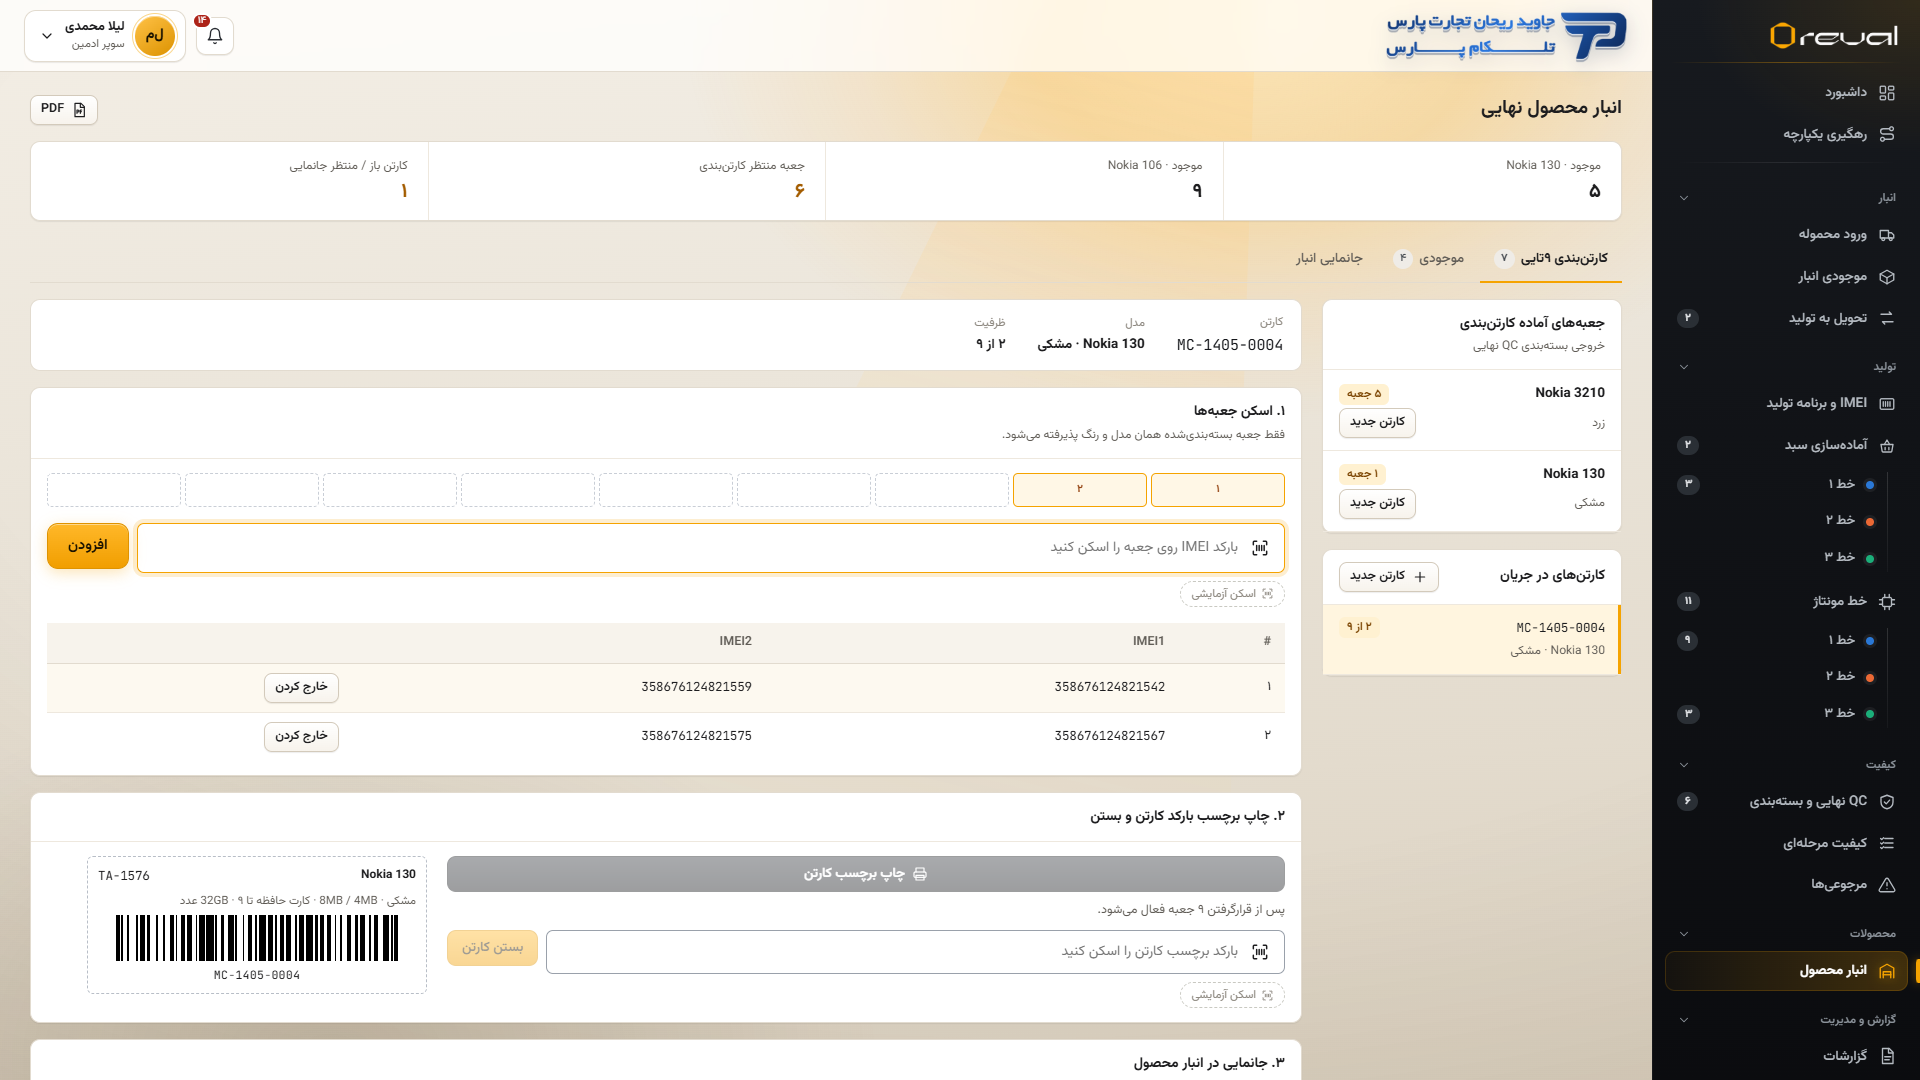 reval
داشبورد
رهگیری یکپارچه
انبار
ورود محموله
موجودی انبار
تحویل به تولید ۲
تولید
IMEI و برنامه تولید
آماده‌سازی سبد ۲
خط ۱ ۳
خط ۲
خط ۳
خط مونتاژ ۱۱
خط ۱ ۹
خط ۲
خط ۳ ۳
کیفیت
QC نهایی و بسته‌بندی ۶
کیفیت مرحله‌ای
مرجوعی‌ها
محصولات
انبار محصول
گزارش و مدیریت
گزارشات
جاوید ریحان تجارت پارس
تلکام پارس
۱۴
لیلا محمدی
سوپر ادمین
ل‌م
انبار محصول نهایی
PDF
موجود · Nokia 130
۵
موجود · Nokia 106
۹
جعبه منتظر کارتن‌بندی
۶
کارتن باز / منتظر جانمایی
۱
کارتن‌بندی ۹تایی ۷
موجودی ۴
جانمایی انبار
جعبه‌های آماده کارتن‌بندی
خروجی بسته‌بندی QC نهایی
Nokia 3210
۵ جعبه
زرد
کارتن جدید
Nokia 130
۱ جعبه
مشکی
کارتن جدید
کارتن‌های در جریان
کارتن جدید
MC-1405-0004
۲ از ۹
Nokia 130 · مشکی
کارتن
MC-1405-0004
مدل
Nokia 130 · مشکی
ظرفیت
۲ از ۹
۱. اسکن جعبه‌ها
فقط جعبه بسته‌بندی‌شده همان مدل و رنگ پذیرفته می‌شود.
۱ ۲
بارکد IMEI روی جعبه را اسکن کنید
افزودن
اسکن آزمایشی
# IMEI1 IMEI2
۱ 358676124821542 358676124821559 خارج کردن
۲ 358676124821567 358676124821575 خارج کردن
۲. چاپ برچسب بارکد کارتن و بستن
چاپ برچسب کارتن
پس از قرارگرفتن ۹ جعبه فعال می‌شود.
بارکد برچسب کارتن را اسکن کنید
بستن کارتن
اسکن آزمایشی
Nokia 130 TA-1576
مشکی · 8MB / 4MB · کارت حافظه تا 32GB · ۹ عدد
MC-1405-0004
۳. جانمایی در انبار محصول